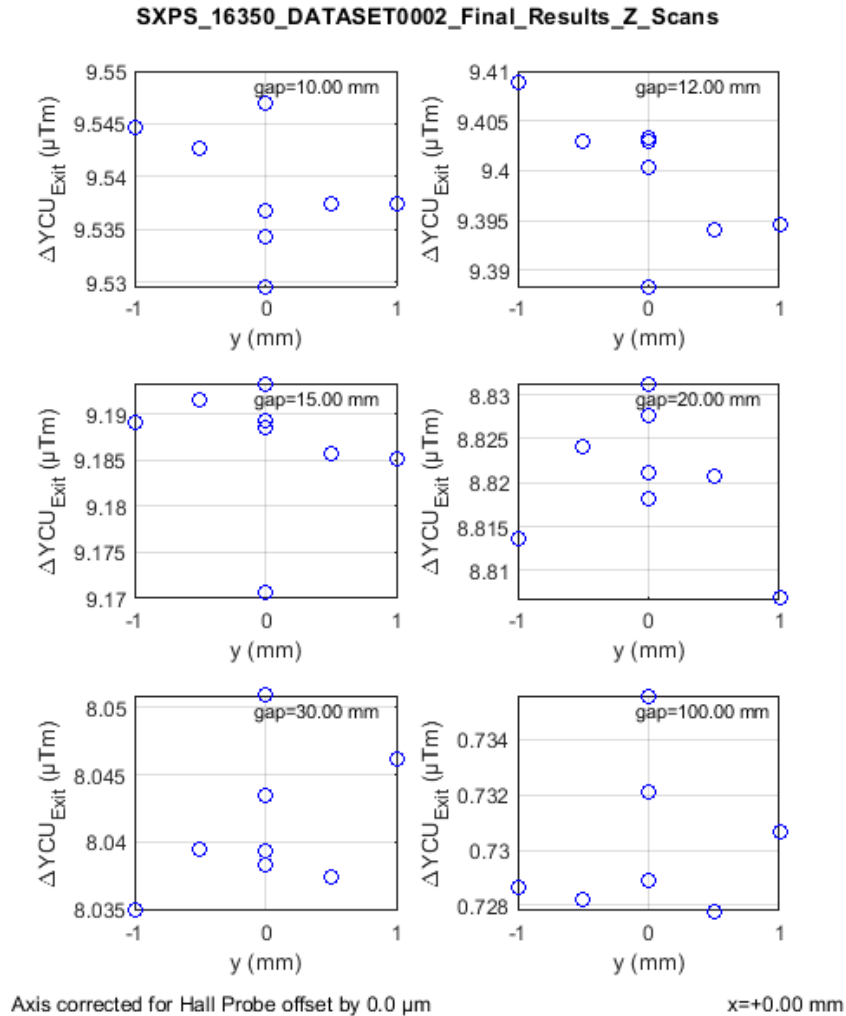 SXPS_16350_DATASET0002_Final_Results_Z_Scans
gap=10.00 mm
ΔYCU_Exit (µTm)
9.55
9.545
9.54
9.535
9.53
-1 0 1
y (mm)
gap=12.00 mm
ΔYCU_Exit (µTm)
9.41
9.405
9.4
9.395
9.39
-1 0 1
y (mm)
gap=15.00 mm
ΔYCU_Exit (µTm)
9.19
9.185
9.18
9.175
9.17
-1 0 1
y (mm)
gap=20.00 mm
ΔYCU_Exit (µTm)
8.83
8.825
8.82
8.815
8.81
-1 0 1
y (mm)
gap=30.00 mm
ΔYCU_Exit (µTm)
8.05
8.045
8.04
8.035
-1 0 1
y (mm)
gap=100.00 mm
ΔYCU_Exit (µTm)
0.734
0.732
0.73
0.728
-1 0 1
y (mm)
Axis corrected for Hall Probe offset by 0.0 µm
x=+0.00 mm